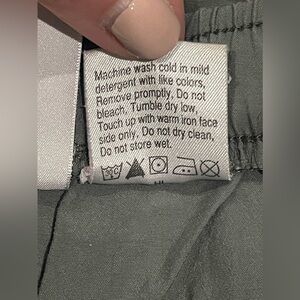 Machine wash cold in mild
detergent with like colors,
Remove promptly, Do not
bleach, Tumble dry low,
Touch up with warm iron face
side only, Do not dry clean,
Do not store wet.